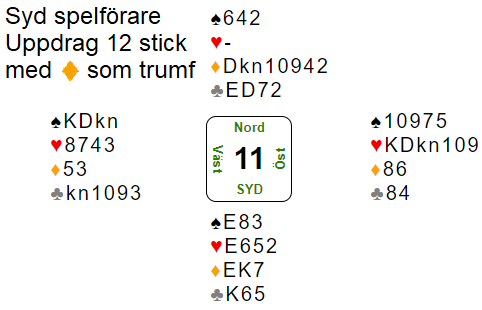 Syd spelförare
Uppdrag 12 stick
med ♦ som trumf
♠642
♥-
♦Dkn10942
♣ED72
♠KDkn
♥8743
♦53
♣kn1093
Nord
Väst
11
Öst
SYD
♠10975
♥KDkn109
♦86
♣84
♠E83
♥E652
♦EK7
♣K65